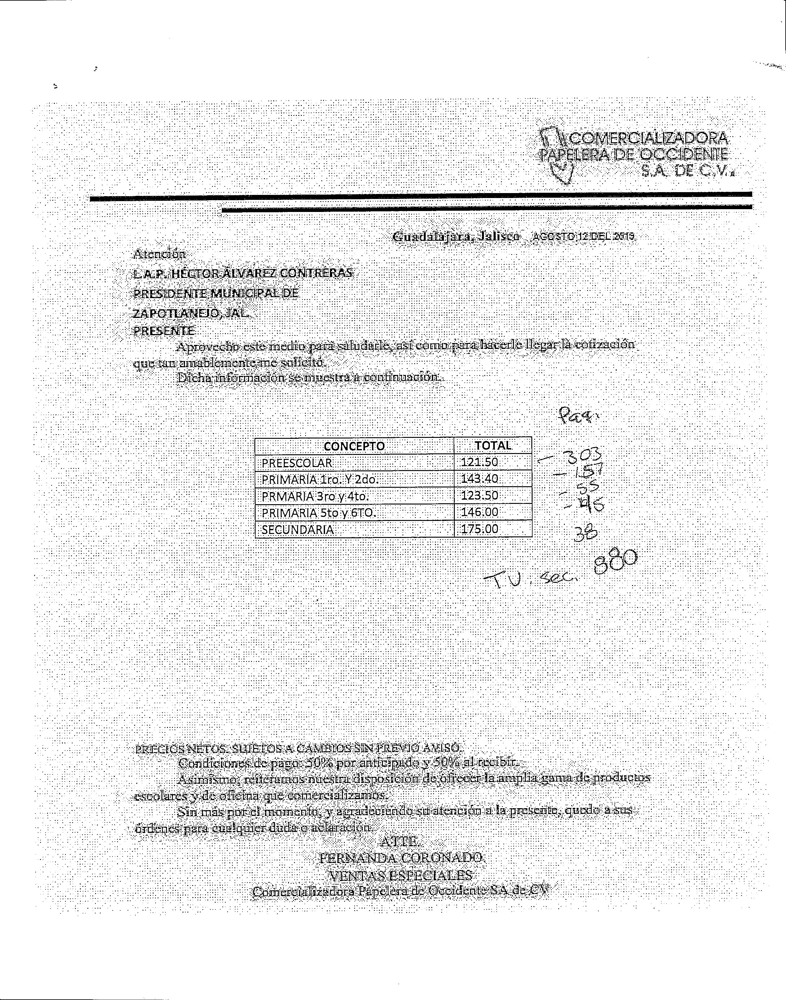 COMERCIALIZADORA
PAPELERA DE OCCIDENTE
S.A. DE C.V.
Guadalajara, Jalisco AGOSTO 12 DEL 2019
Atención
L.A.P. HÉCTOR ÁLVAREZ CONTRERAS
PRESIDENTE MUNICIPAL DE
ZAPOTLANEJO, JAL.
PRESENTE
Aprovecho este medio para saludarle, así como para hacerle llegar la cotización
que tan amablemente me solicitó.
Dicha información se muestra a continuación.
Paq.
CONCEPTO TOTAL
PREESCOLAR 121.50 - 303
PRIMARIA 1ro. Y 2do. 143.40 - 157
PRMARIA 3ro y 4to. 123.50 - 55
PRIMARIA 5to y 6TO. 146.00 - 45
SECUNDARIA 175.00 38
TV. sec. 880
PRECIOS NETOS. SUJETOS A CAMBIOS SIN PREVIO AVISO.
Condiciones de pago: 50% por anticipado y 50% al recibir.
Asimismo, reiteramos nuestra disposición de ofrecer la amplia gama de productos
escolares y de oficina que comercializamos.
Sin más por el momento, y agradeciendo su atención a la presente, quedo a sus
órdenes para cualquier duda o aclaración.
ATTE.
FERNANDA CORONADO
VENTAS ESPECIALES
Comercializadora Papelera de Occidente SA de CV